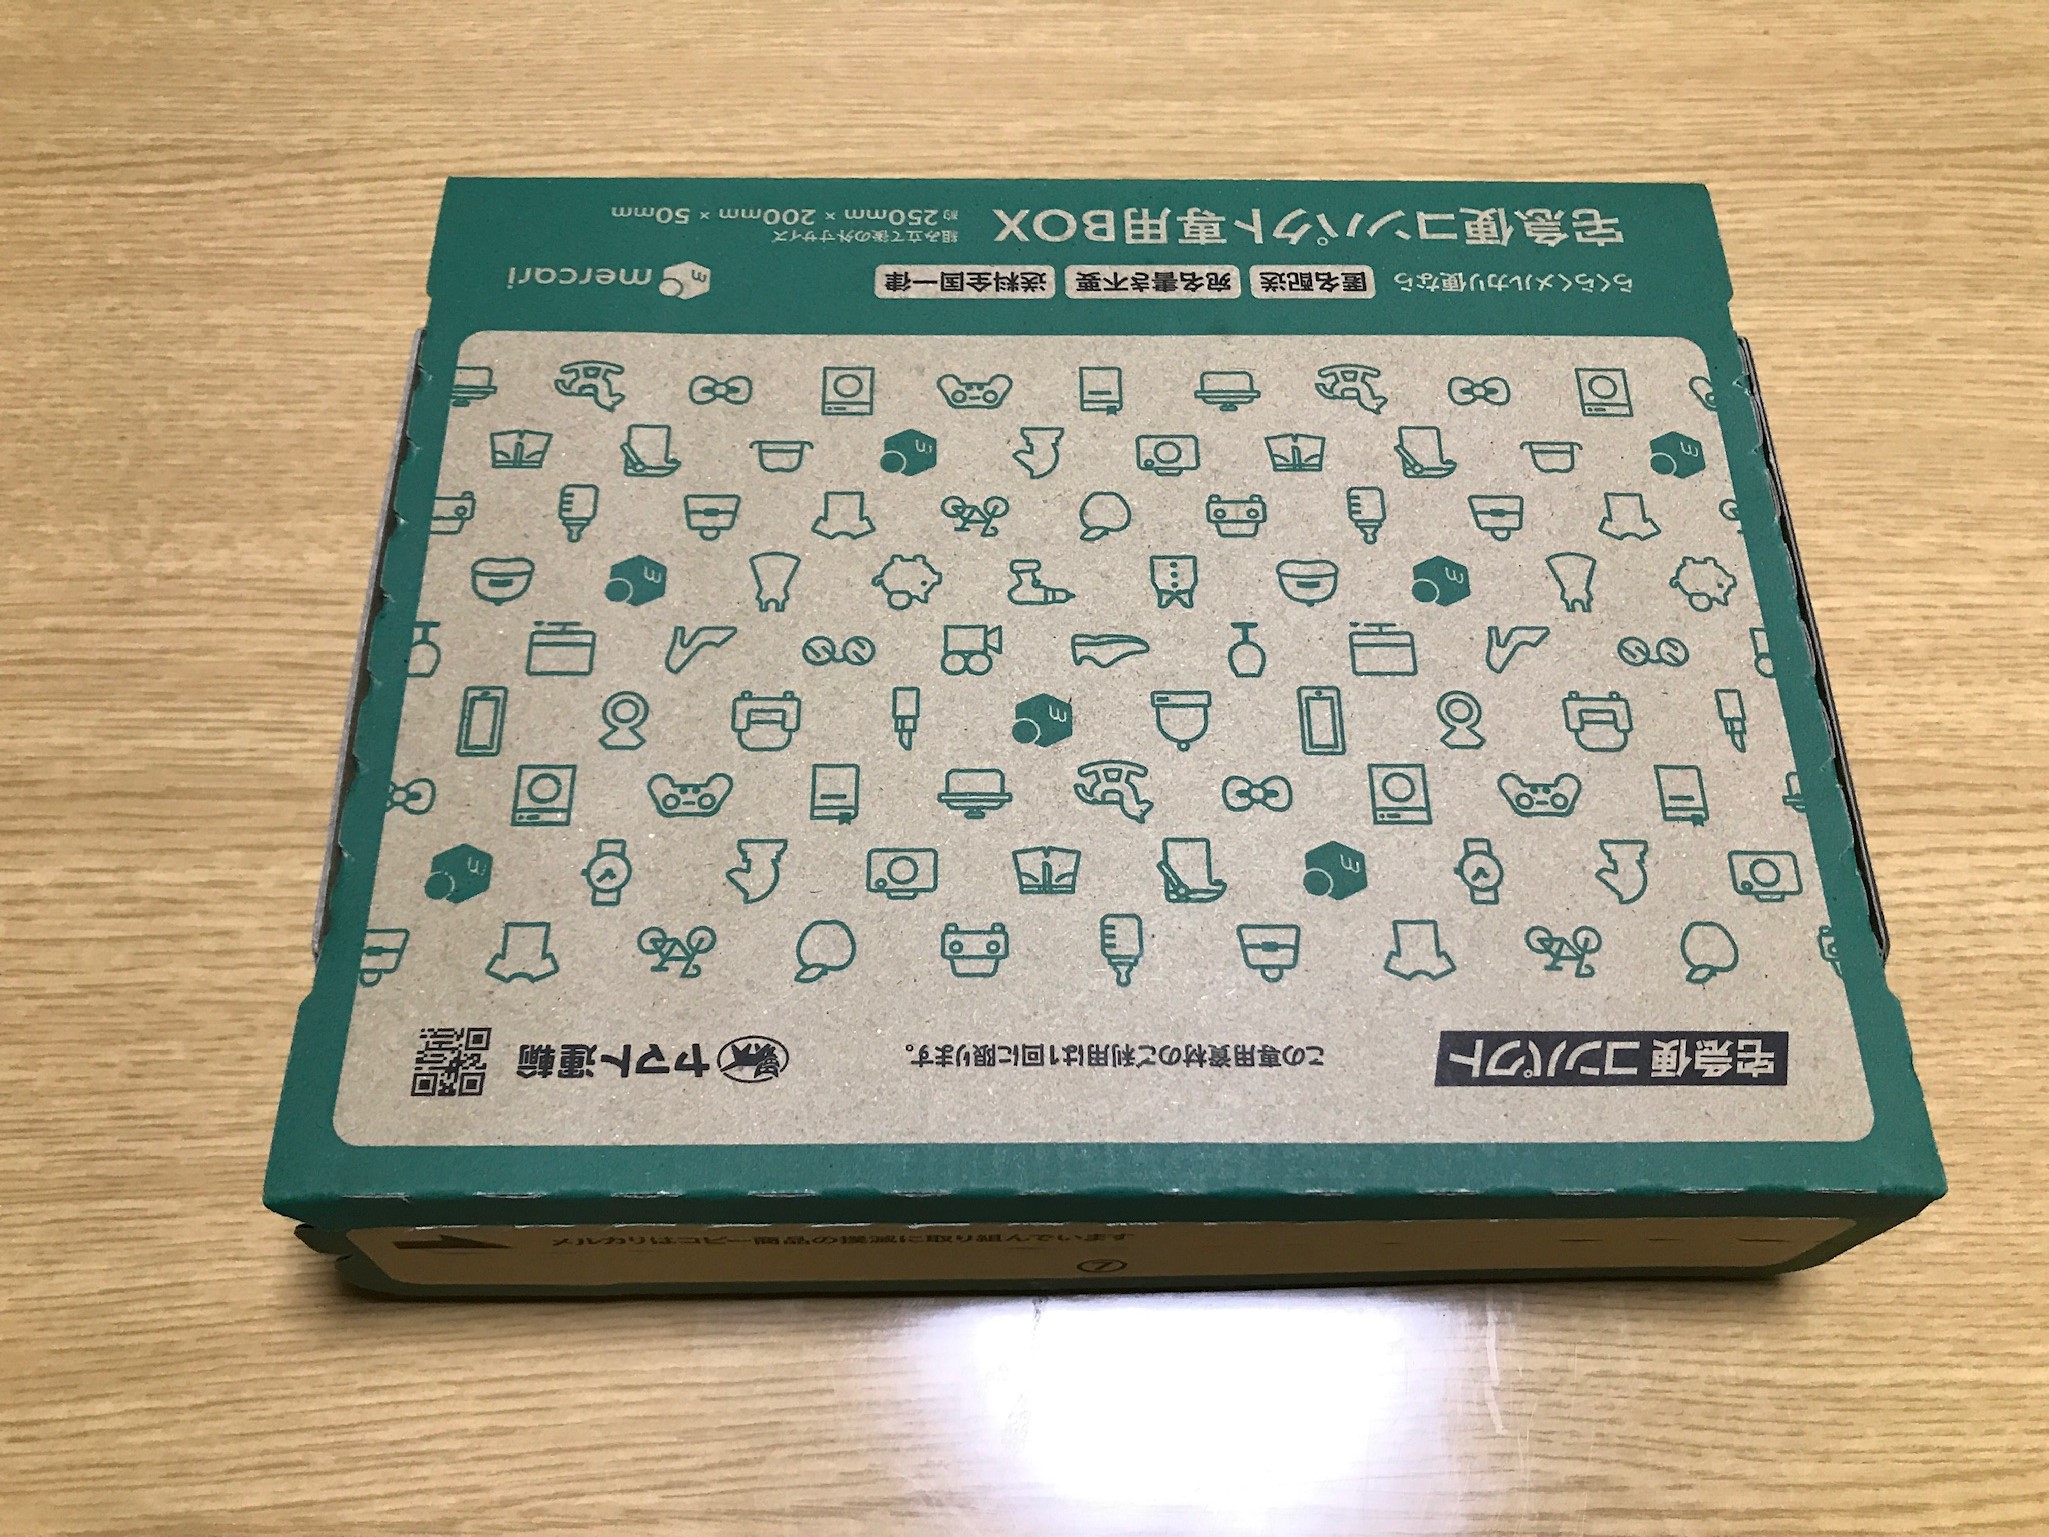 宅急便 コンパクト
この専用資材のご利用は1回に限ります。
ヤマト運輸
らくらくメルカリ便なら 匿名配送 宛名書き不要 送料全国一律
mercari
宅急便コンパクト専用BOX
組み立て後の外寸サイズ
約250mm × 200mm × 50mm
メルカリはコピー商品の撲滅に取り組んでいます